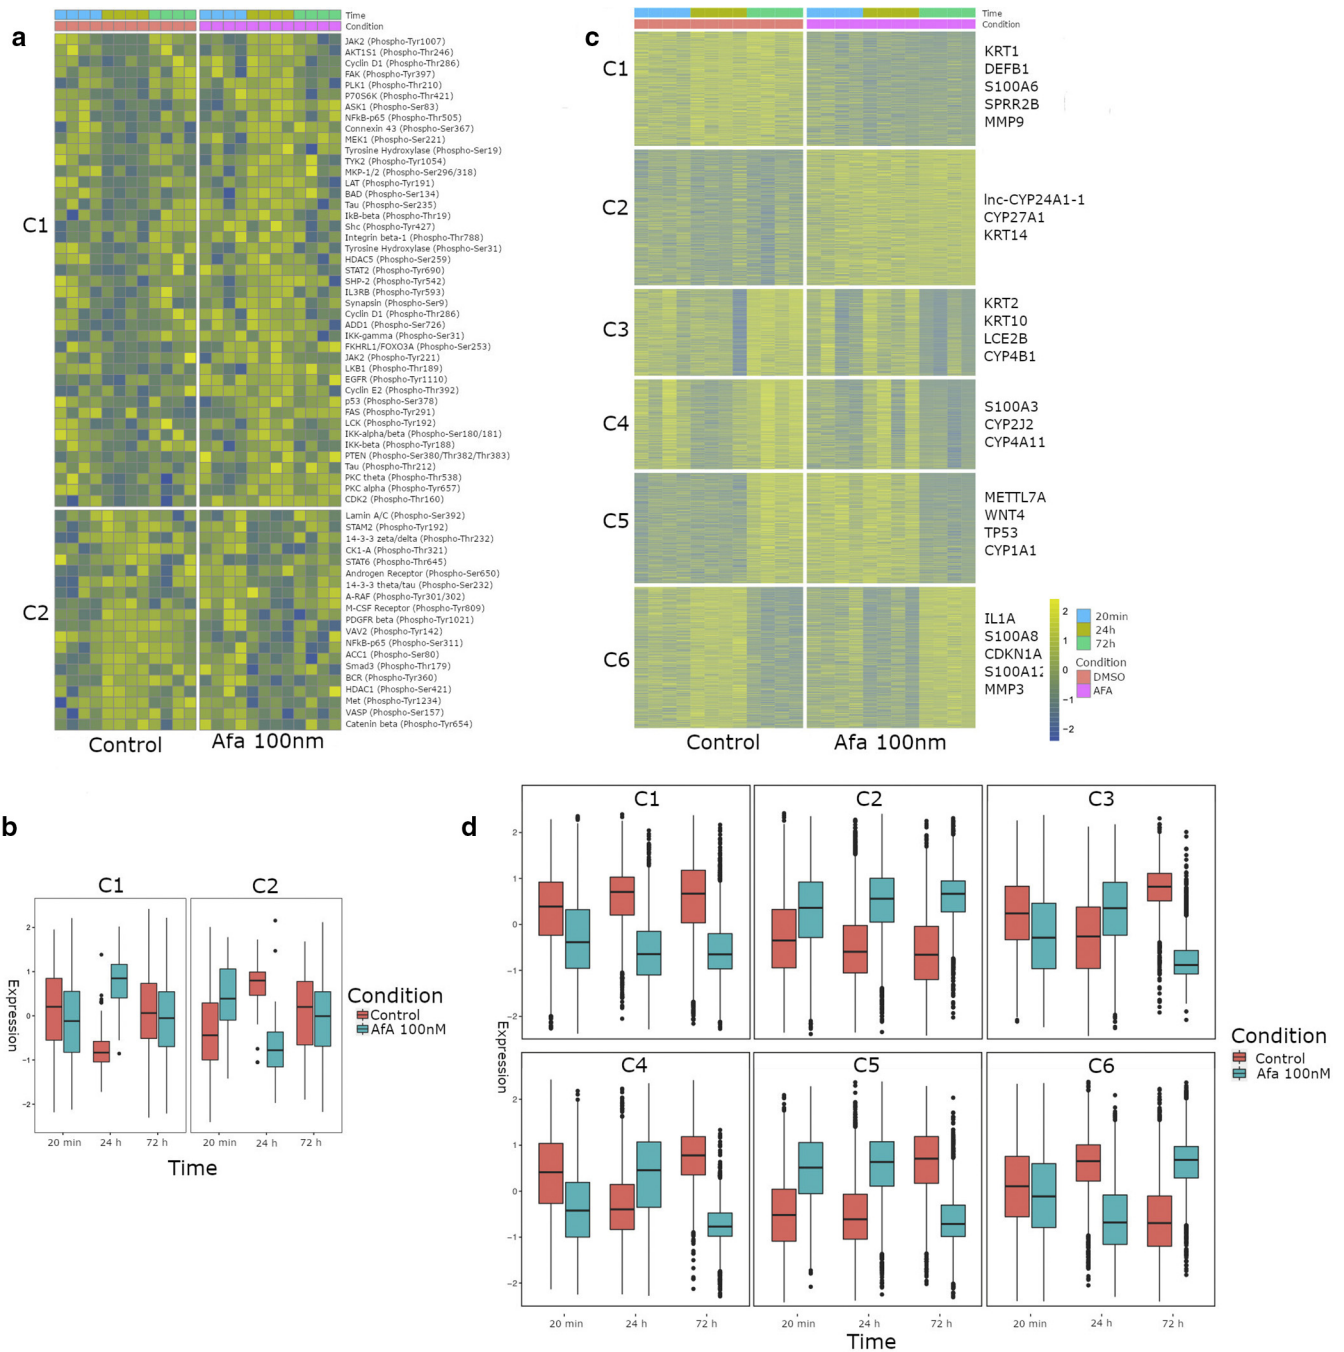 a
Time
Condition
JAK2 (Phospho-Tyr1007)
AKT1S1 (Phospho-Thr246)
Cyclin D1 (Phospho-Thr286)
FAK (Phospho-Tyr397)
PLK1 (Phospho-Thr210)
P70S6K (Phospho-Thr421)
ASK1 (Phospho-Ser83)
NFkB-p65 (Phospho-Thr505)
Connexin 43 (Phospho-Ser367)
MEK1 (Phospho-Ser221)
Tyrosine Hydroxylase (Phospho-Ser19)
TYK2 (Phospho-Tyr1054)
MKP-1/2 (Phospho-Ser296/318)
LAT (Phospho-Tyr191)
BAD (Phospho-Ser134)
Tau (Phospho-Ser235)
IkB-beta (Phospho-Thr19)
C1
Shc (Phospho-Tyr427)
Integrin beta-1 (Phospho-Thr788)
Tyrosine Hydroxylase (Phospho-Ser31)
HDAC5 (Phospho-Ser259)
STAT2 (Phospho-Tyr690)
SHP-2 (Phospho-Tyr542)
IL3RB (Phospho-Tyr593)
Synapsin (Phospho-Ser9)
Cyclin D1 (Phospho-Thr286)
ADD1 (Phospho-Ser726)
IKK-gamma (Phospho-Ser31)
FKHRL1/FOXO3A (Phospho-Ser253)
JAK2 (Phospho-Tyr221)
LKB1 (Phospho-Thr189)
EGFR (Phospho-Tyr1110)
Cyclin E2 (Phospho-Thr392)
p53 (Phospho-Ser378)
FAS (Phospho-Tyr291)
LCK (Phospho-Tyr192)
IKK-alpha/beta (Phospho-Ser180/181)
IKK-beta (Phospho-Tyr188)
PTEN (Phospho-Ser380/Thr382/Thr383)
Tau (Phospho-Thr212)
PKC theta (Phospho-Thr538)
PKC alpha (Phospho-Tyr657)
CDK2 (Phospho-Thr160)
Lamin A/C (Phospho-Ser392)
STAM2 (Phospho-Tyr192)
14-3-3 zeta/delta (Phospho-Thr232)
CK1-A (Phospho-Thr321)
STAT6 (Phospho-Thr645)
Androgen Receptor (Phospho-Ser650)
14-3-3 theta/tau (Phospho-Ser232)
A-RAF (Phospho-Tyr301/302)
C2
M-CSF Receptor (Phospho-Tyr809)
PDGFR beta (Phospho-Tyr1021)
VAV2 (Phospho-Tyr142)
NFkB-p65 (Phospho-Ser311)
ACC1 (Phospho-Ser80)
Smad3 (Phospho-Thr179)
BCR (Phospho-Tyr360)
HDAC1 (Phospho-Ser421)
Met (Phospho-Tyr1234)
VASP (Phospho-Ser157)
Catenin beta (Phospho-Tyr654)
Control
Afa 100nm
c
Time
Condition
C1
KRT1
DEFB1
S100A6
SPRR2B
MMP9
C2
lnc-CYP24A1-1
CYP27A1
KRT14
C3
KRT2
KRT10
LCE2B
CYP4B1
C4
S100A3
CYP2J2
CYP4A11
C5
METTL7A
WNT4
TP53
CYP1A1
C6
IL1A
S100A8
CDKN1A
S100A12
MMP3
2
1
0
−1
−2
20min
24h
72h
Condition
DMSO
AFA
Control
Afa 100nm
b
C1
C2
Expression
2
1
0
−1
−2
20 min
24 h
72 h
20 min
24 h
72 h
Time
Condition
Control
AfA 100nM
d
C1
C2
C3
2
1
0
−1
−2
Expression
C4
C5
C6
2
1
0
−1
−2
20 min
24 h
72 h
20 min
24 h
72 h
20 min
24 h
72 h
Time
Condition
Control
Afa 100nM